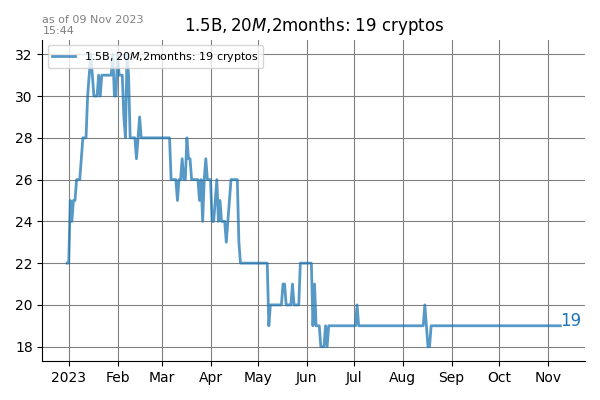 as of 09 Nov 2023
15:44
1.5B, 20M,2months: 19 cryptos
1.5B, 20M,2months: 19 cryptos
32
30
28
26
24
22
20
18
19
2023 Feb Mar Apr May Jun Jul Aug Sep Oct Nov